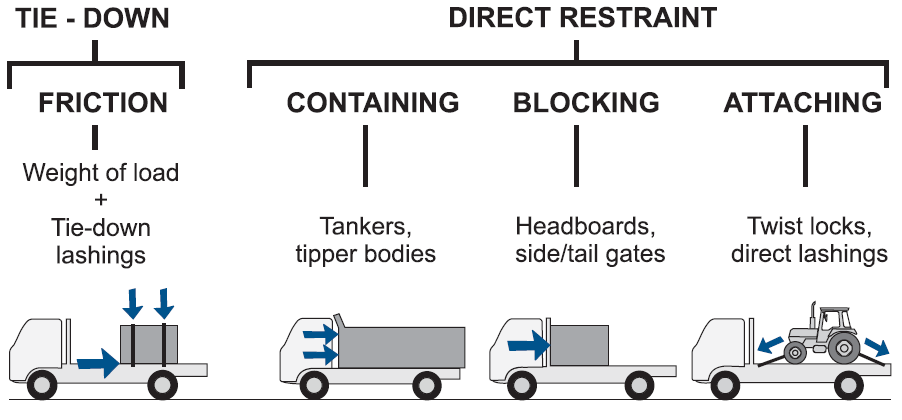 TIE - DOWN
DIRECT RESTRAINT
FRICTION
CONTAINING
BLOCKING
ATTACHING
Weight of load
+
Tie-down
lashings
Tankers,
tipper bodies
Headboards,
side/tail gates
Twist locks,
direct lashings